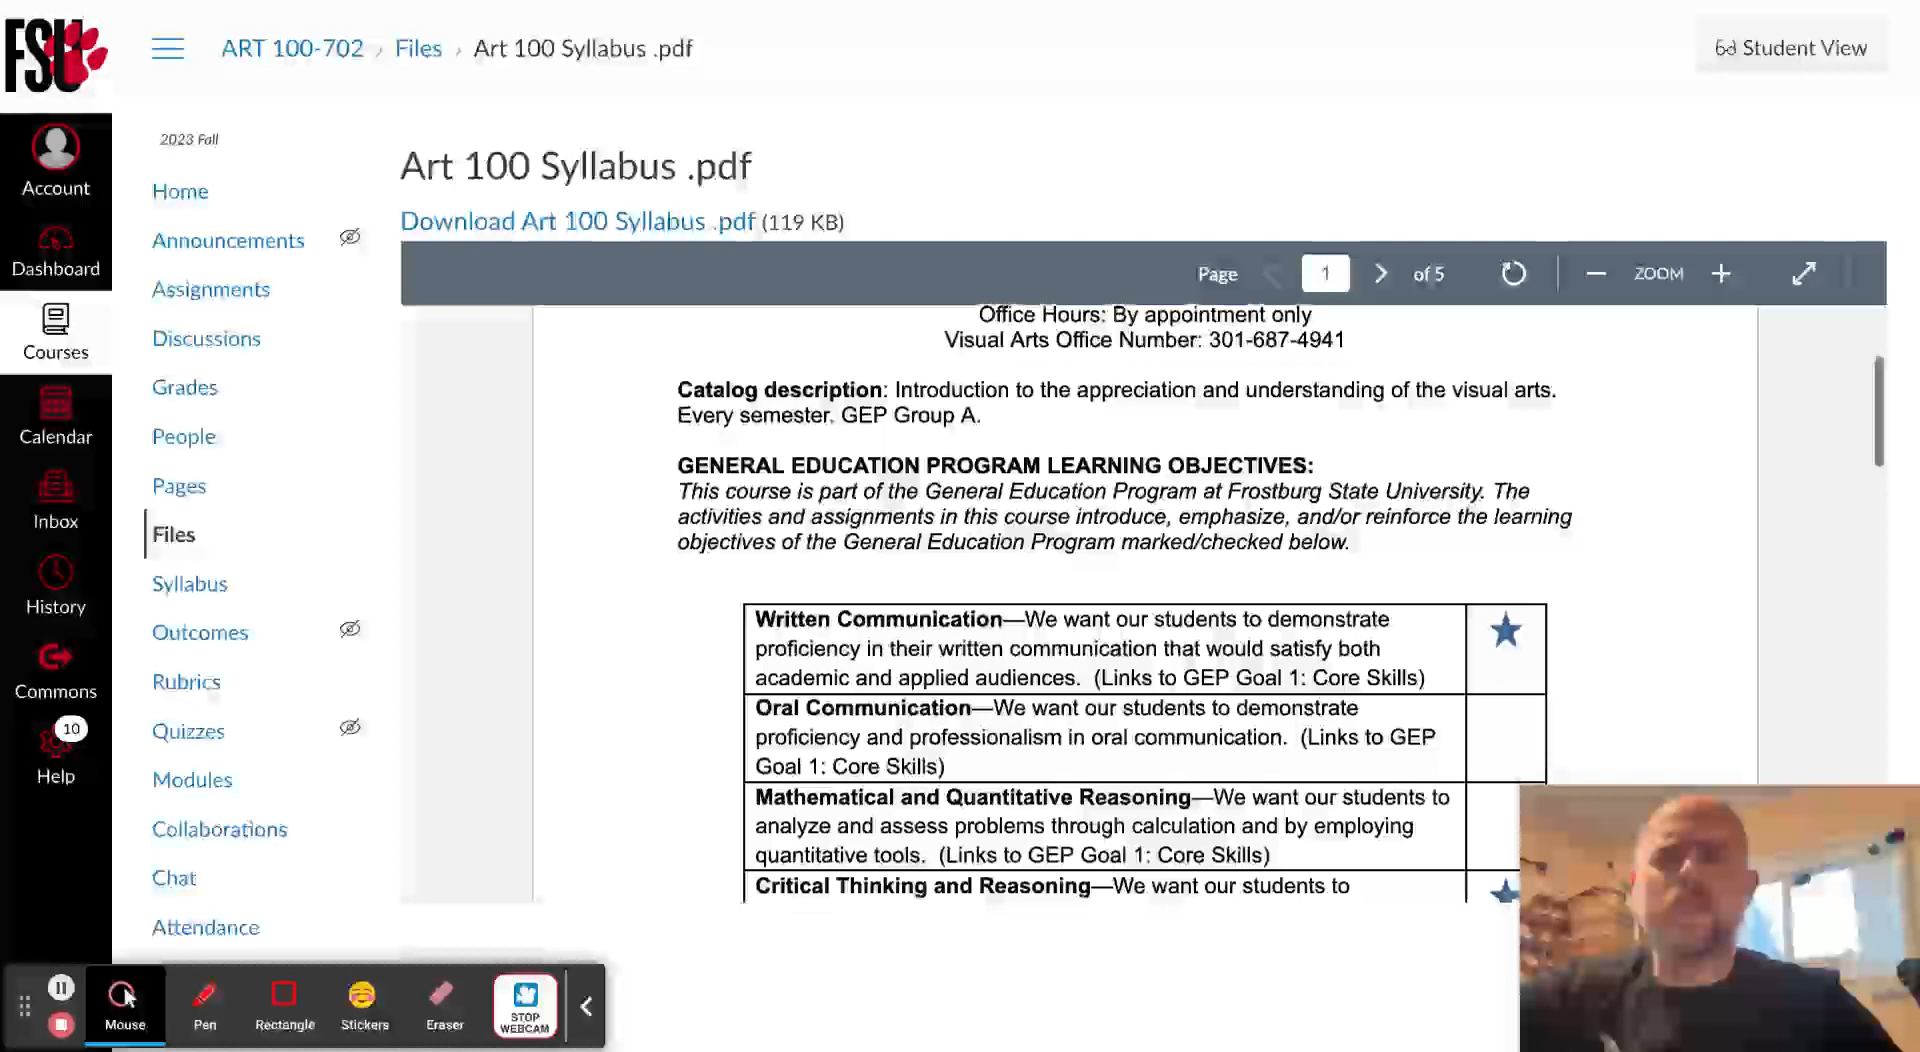 FSU
ART 100-702 › Files › Art 100 Syllabus .pdf
Student View
Account
Dashboard
Courses
Calendar
Inbox
History
Commons
10
Help
2023 Fall
Home
Announcements
Assignments
Discussions
Grades
People
Pages
Files
Syllabus
Outcomes
Rubrics
Quizzes
Modules
Collaborations
Chat
Attendance
Art 100 Syllabus .pdf
Download Art 100 Syllabus .pdf (119 KB)
Page 1 of 5 ZOOM
Office Hours: By appointment only
Visual Arts Office Number: 301-687-4941
Catalog description: Introduction to the appreciation and understanding of the visual arts.
Every semester. GEP Group A.
GENERAL EDUCATION PROGRAM LEARNING OBJECTIVES:
This course is part of the General Education Program at Frostburg State University. The
activities and assignments in this course introduce, emphasize, and/or reinforce the learning
objectives of the General Education Program marked/checked below.
Written Communication—We want our students to demonstrate
proficiency in their written communication that would satisfy both
academic and applied audiences. (Links to GEP Goal 1: Core Skills)
Oral Communication—We want our students to demonstrate
proficiency and professionalism in oral communication. (Links to GEP
Goal 1: Core Skills)
Mathematical and Quantitative Reasoning—We want our students to
analyze and assess problems through calculation and by employing
quantitative tools. (Links to GEP Goal 1: Core Skills)
Critical Thinking and Reasoning—We want our students to
Mouse
Pen
Rectangle
Stickers
Eraser
STOP
WEBCAM